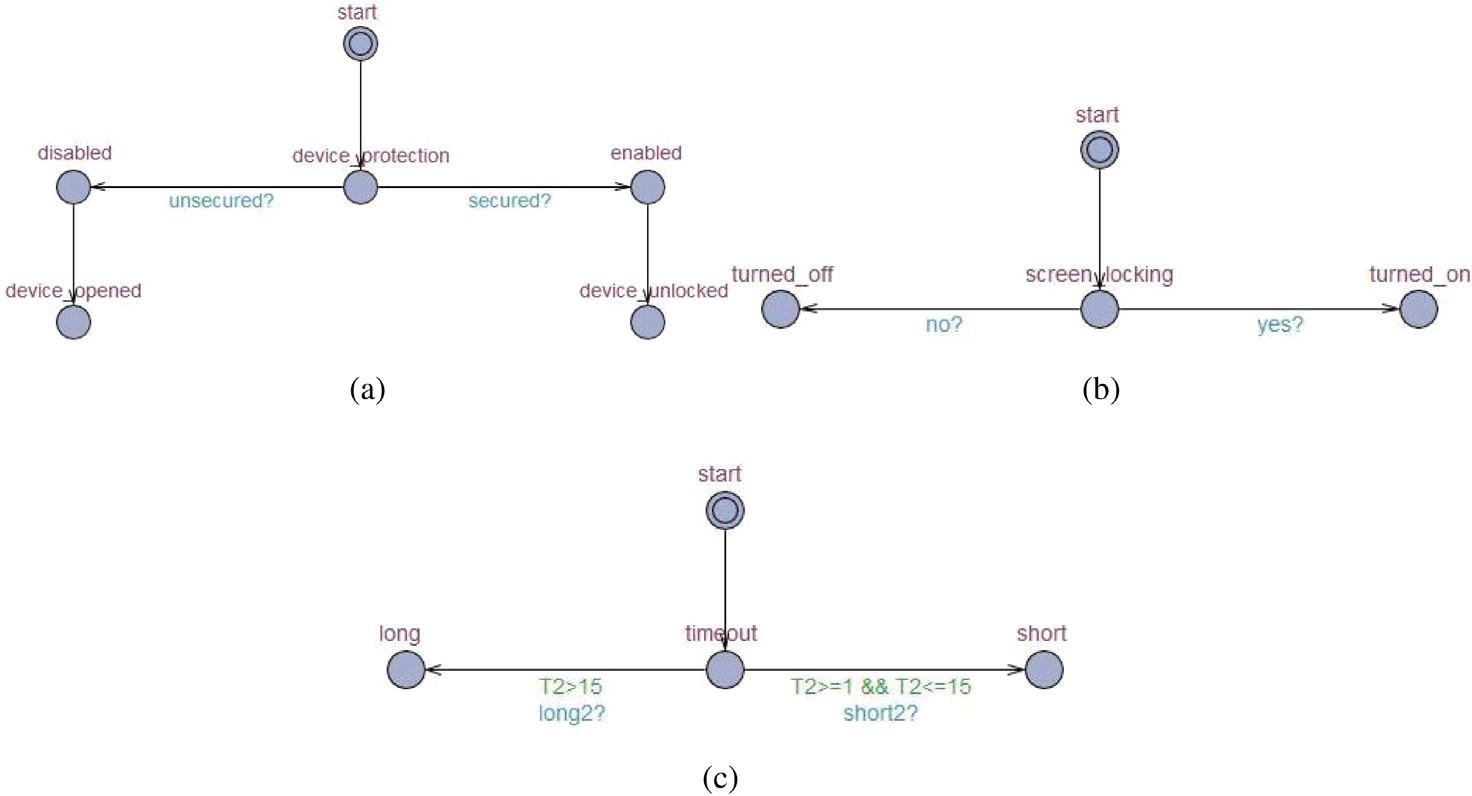 start
disabled
device_protection
enabled
unsecured?
secured?
device_opened
device_unlocked
(a)
start
turned_off
screen_locking
turned_on
no?
yes?
(b)
start
long
timeout
short
T2>15
long2?
T2>=1 && T2<=15
short2?
(c)